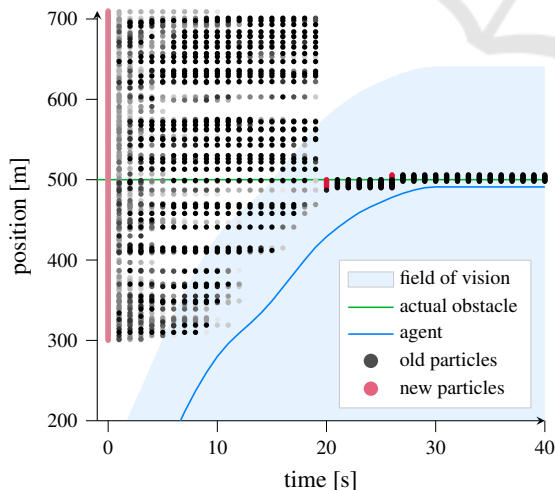 700
600
500
400
300
200
position [m]
field of vision
actual obstacle
agent
old particles
new particles
0 10 20 30 40
time [s]